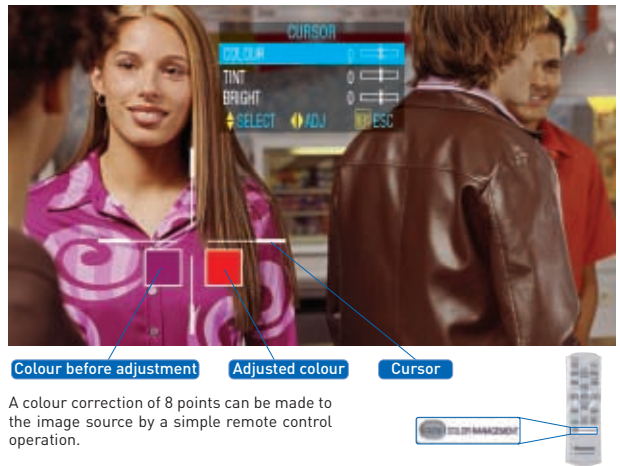 CURSOR
COLOUR 0
TINT 0
BRIGHT 0
SELECT ADJ ESC
Colour before adjustment Adjusted colour Cursor
A colour correction of 8 points can be made to
the image source by a simple remote control
operation.
COLOR MANAGEMENT